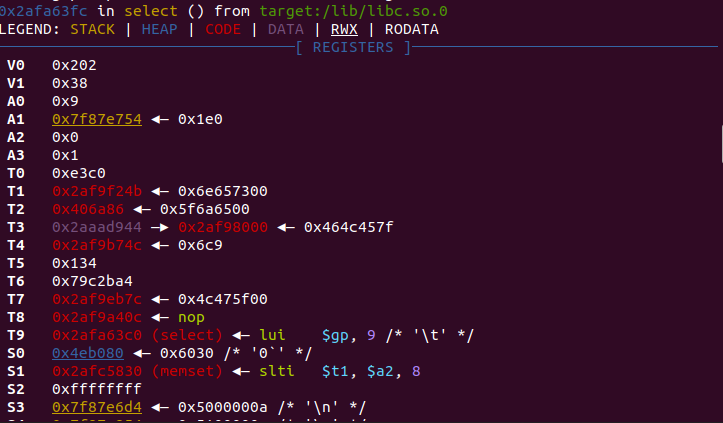 0x2afa63fc in select () from target:/lib/libc.so.0
LEGEND: STACK | HEAP | CODE | DATA | RWX | RODATA
[ REGISTERS ]
V0 0x202
V1 0x38
A0 0x9
A1 0x7f87e754 ◂— 0x1e0
A2 0x0
A3 0x1
T0 0xe3c0
T1 0x2af9f24b ◂— 0x6e657300
T2 0x406a86 ◂— 0x5f6a6500
T3 0x2aaad944 —▸ 0x2af98000 ◂— 0x464c457f
T4 0x2af9b74c ◂— 0x6c9
T5 0x134
T6 0x79c2ba4
T7 0x2af9eb7c ◂— 0x4c475f00
T8 0x2af9a40c ◂— nop
T9 0x2afa63c0 (select) ◂— lui $gp, 9 /* '\t' */
S0 0x4eb080 ◂— 0x6030 /* '0`' */
S1 0x2afc5830 (memset) ◂— slti $t1, $a2, 8
S2 0xffffffff
S3 0x7f87e6d4 ◂— 0x5000000a /* '\n' */